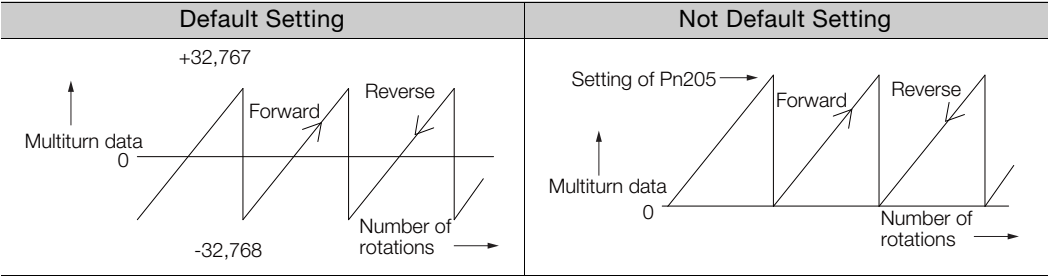 Default Setting
Not Default Setting
+32,767
Forward
Reverse
Multiturn data
0
Number of
rotations
-32,768
Setting of Pn205
Forward
Reverse
Multiturn data
0
Number of
rotations